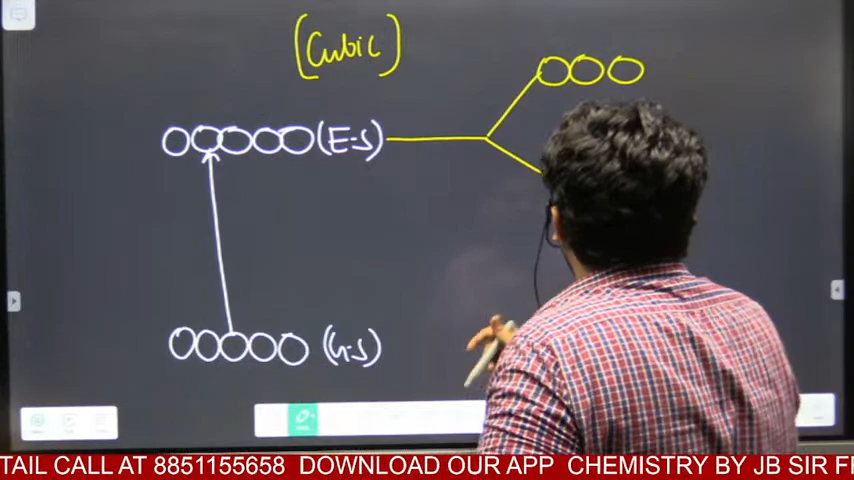 [Cubic]
(E-S)
(G-S)
TAIL CALL AT 8851155658 DOWNLOAD OUR APP CHEMISTRY BY JB SIR F